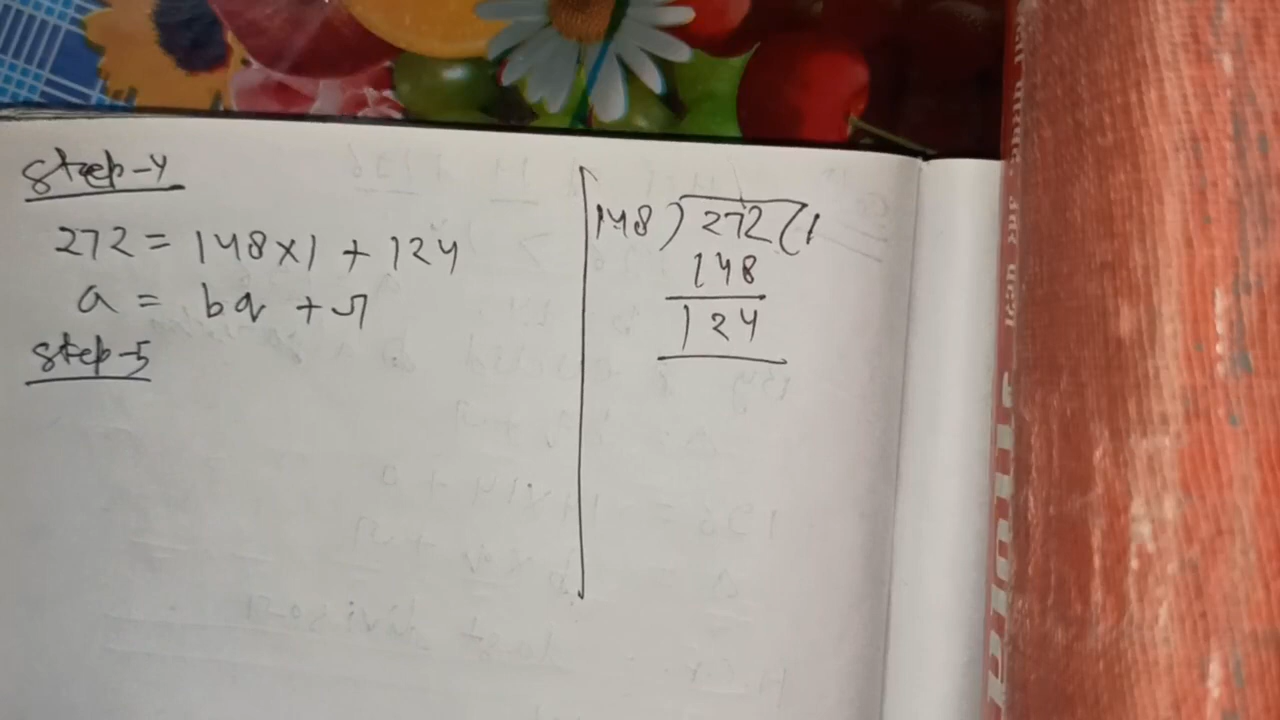 step-4
272 = 148×1 + 124
a = bq + r
step-5
148 ) 272 ( 1
148
124